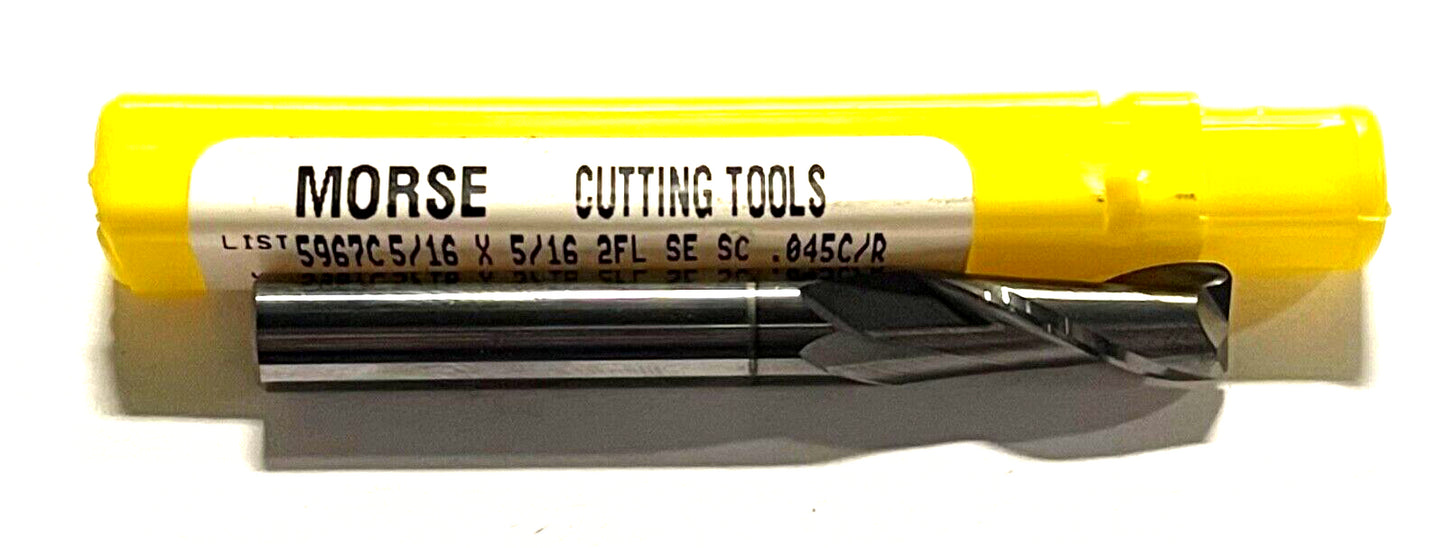 MORSE CUTTING TOOLS
LIST 5967C 5/16 X 5/16 2FL SE SC .045C/R